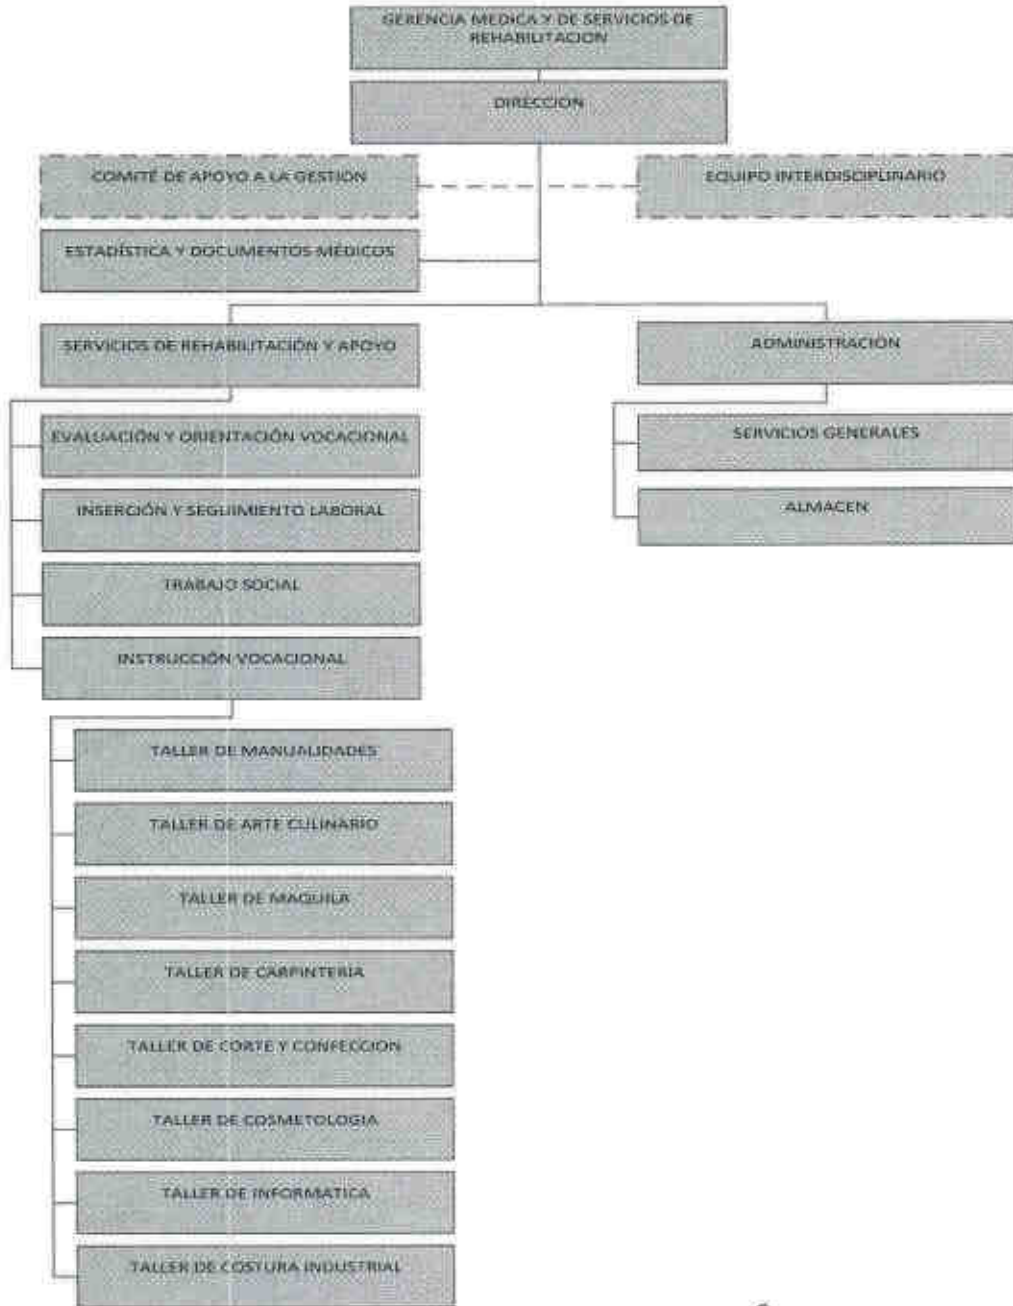 GERENCIA MEDICA Y DE SERVICIOS DE
REHABILITACION
DIRECCION
COMITÉ DE APOYO A LA GESTION
EQUIPO INTERDISCIPLINARIO
ESTADÍSTICA Y DOCUMENTOS MÉDICOS
SERVICIOS DE REHABILITACIÓN Y APOYO
ADMINISTRACIÓN
EVALUACIÓN Y ORIENTACIÓN VOCACIONAL
SERVICIOS GENERALES
INSERCIÓN Y SEGUIMIENTO LABORAL
ALMACEN
TRABAJO SOCIAL
INSTRUCCIÓN VOCACIONAL
TALLER DE MANUALIDADES
TALLER DE ARTE CULINARIO
TALLER DE MAQUILA
TALLER DE CARPINTERIA
TALLER DE CORTE Y CONFECCION
TALLER DE COSMETOLOGIA
TALLER DE INFORMATICA
TALLER DE COSTURA INDUSTRIAL